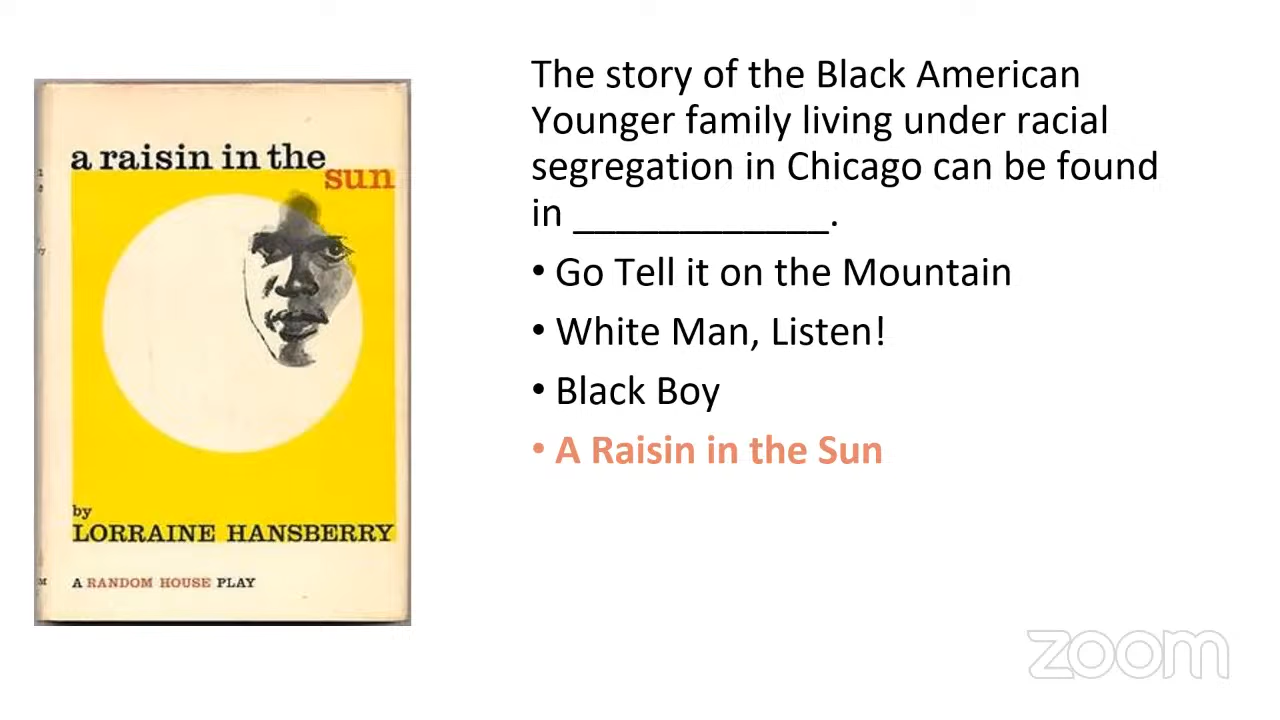 a raisin in the
sun
by
LORRAINE HANSBERRY
A RANDOM HOUSE PLAY
The story of the Black American
Younger family living under racial
segregation in Chicago can be found
in ____________.
• Go Tell it on the Mountain
• White Man, Listen!
• Black Boy
• A Raisin in the Sun
zoom